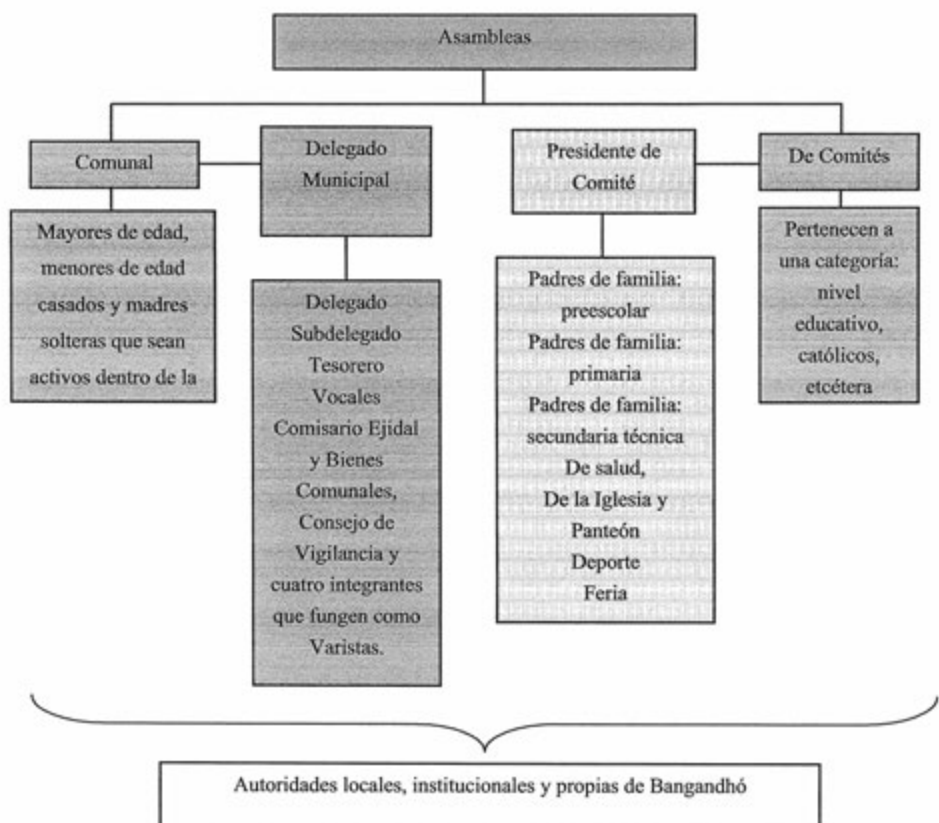 Asambleas
Comunal
Mayores de edad,
menores de edad
casados y madres
solteras que sean
activos dentro de la
Delegado
Municipal
Delegado
Subdelegado
Tesorero
Vocales
Comisario Ejidal
y Bienes
Comunales,
Consejo de
Vigilancia y
cuatro integrantes
que fungen como
Varistas.
Presidente de
Comité
Padres de familia:
preescolar
Padres de familia:
primaria
Padres de familia:
secundaria técnica
De salud,
De la Iglesia y
Panteón
Deporte
Feria
De Comités
Pertenecen a
una categoría:
nivel
educativo,
católicos,
etcétera
Autoridades locales, institucionales y propias de Bangandhó